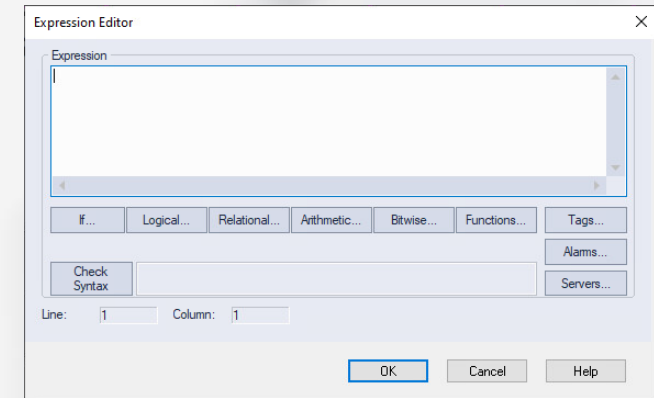 Expression Editor
Expression
If... Logical... Relational... Arithmetic... Bitwise... Functions... Tags...
Alarms...
Check Syntax Servers...
Line: 1 Column: 1
OK Cancel Help